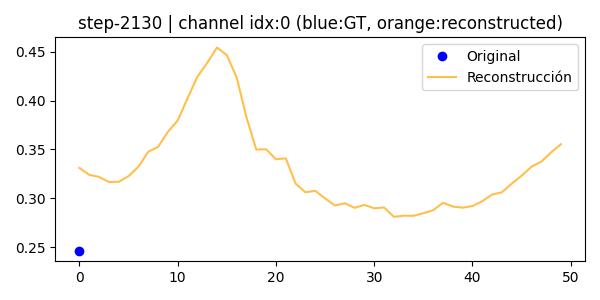 step-2130 | channel idx:0 (blue:GT, orange:reconstructed)
Original
Reconstrucción
0.45
0.40
0.35
0.30
0.25
0 10 20 30 40 50